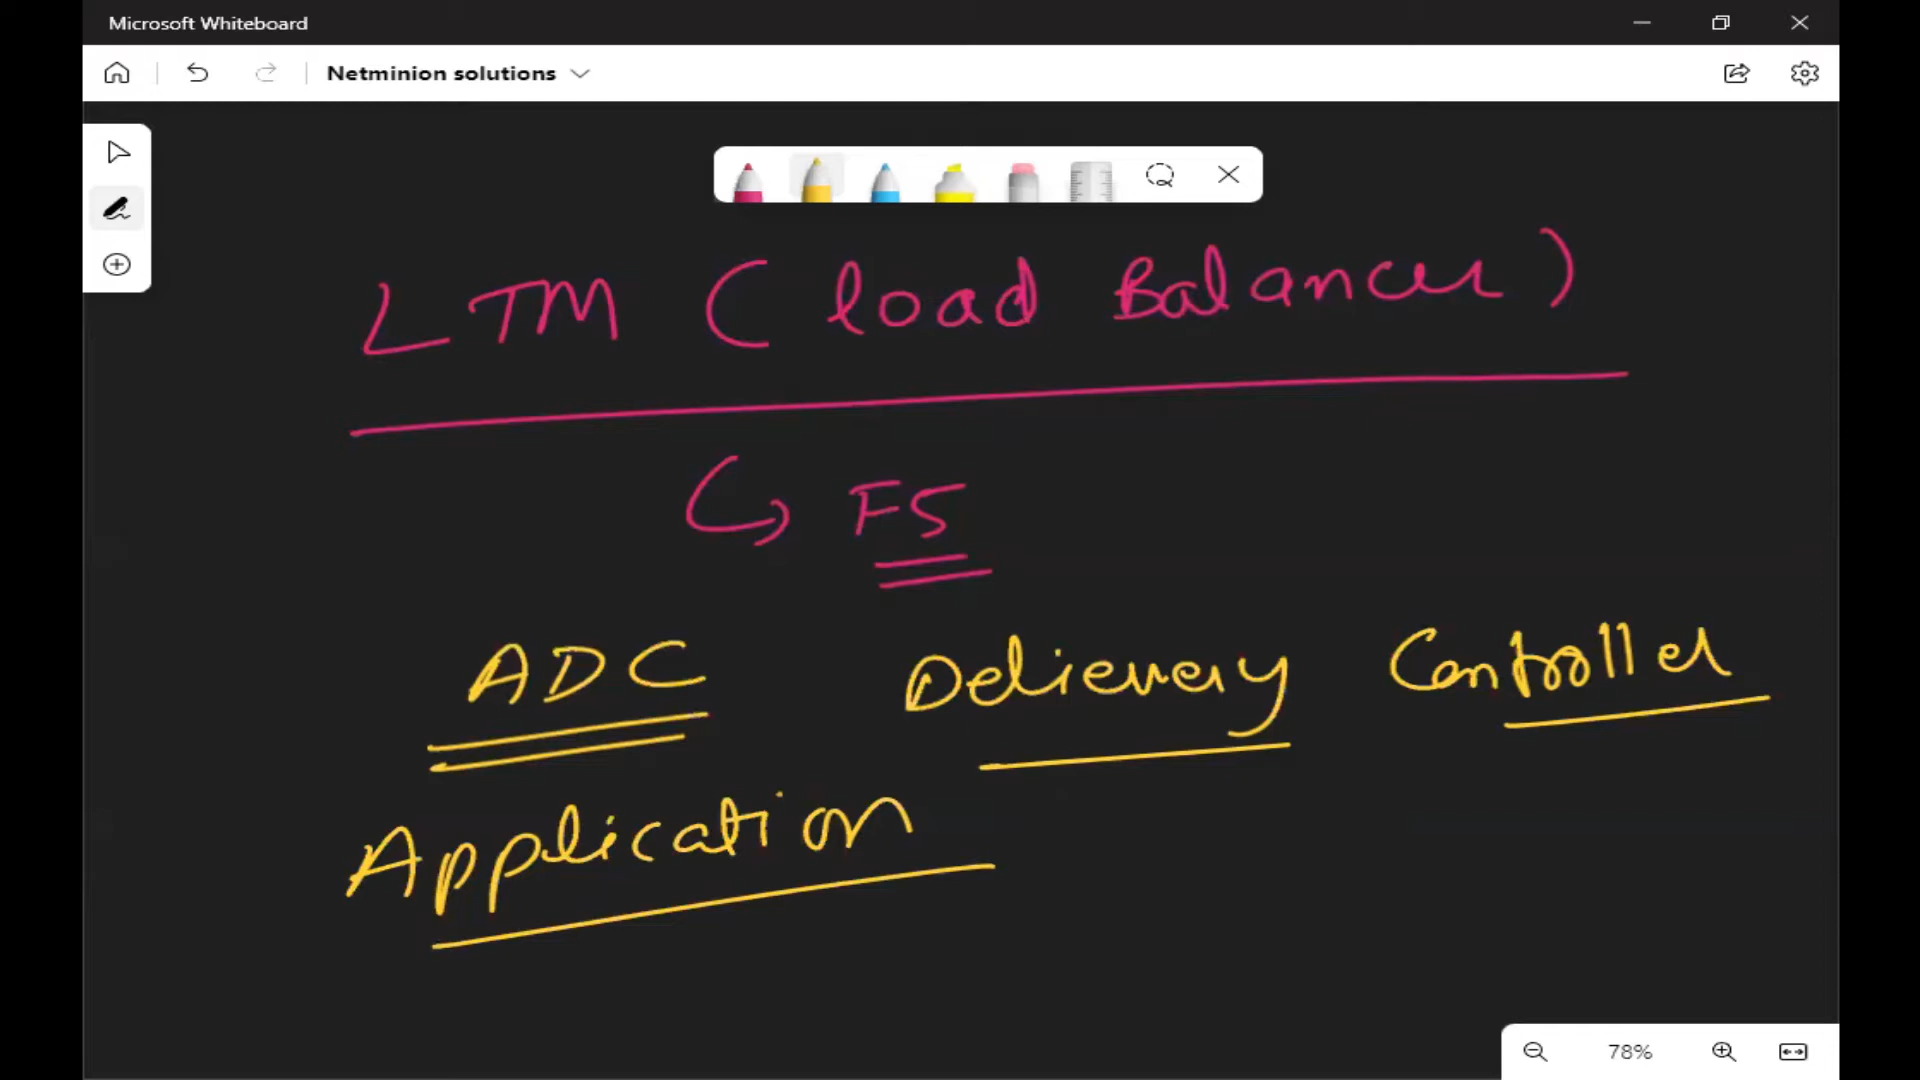 Microsoft Whiteboard
Netminion solutions
LTM (load Balancer)
F5
ADC Delievery Controller
Application
78%